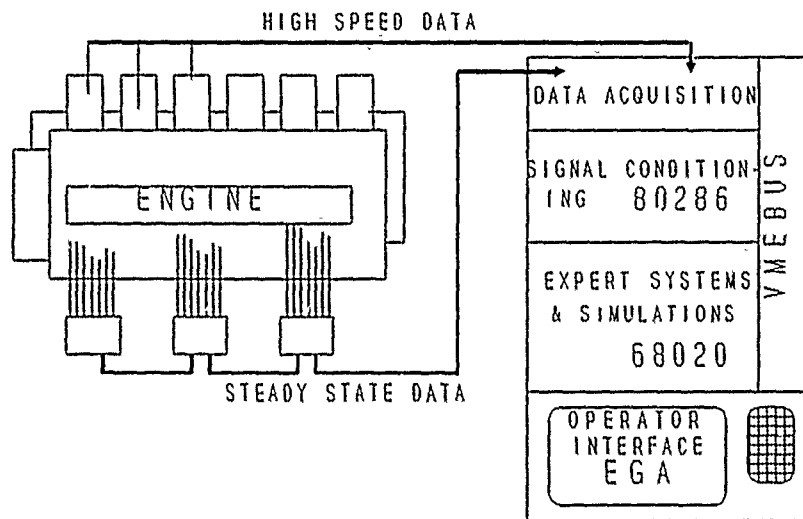 HIGH SPEED DATA
DATA ACQUISITION
SIGNAL CONDITION-
ING 80286
ENGINE
VMEBUS
EXPERT SYSTEMS
& SIMULATIONS
68020
STEADY STATE DATA
OPERATOR
INTERFACE
EGA